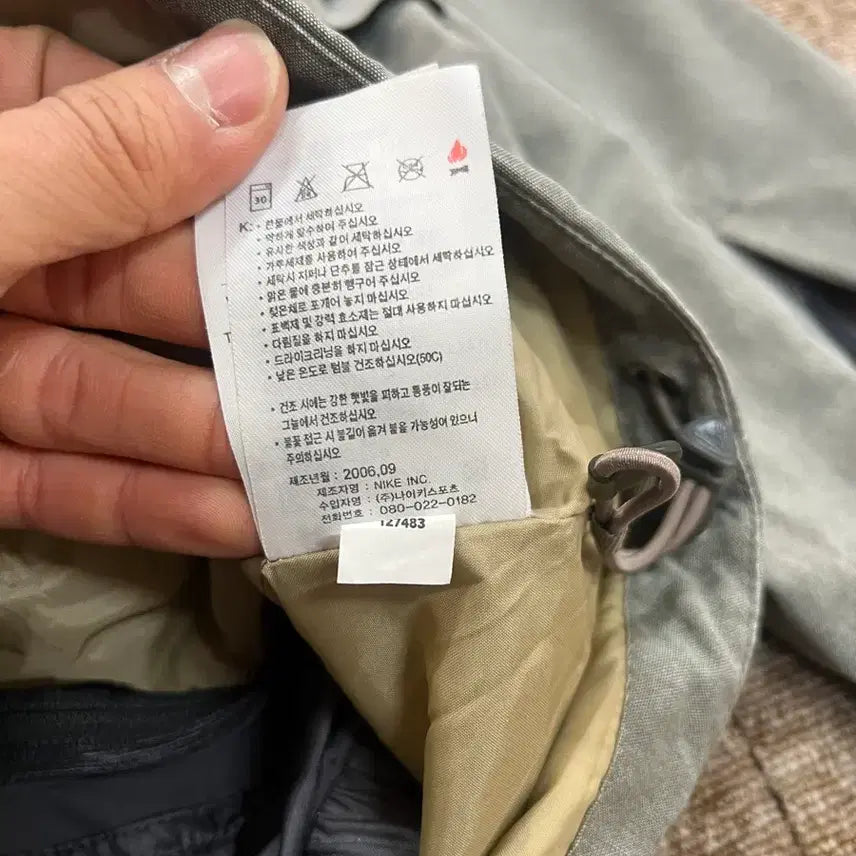 30
K: • 찬물에서 세탁하십시오
• 약하게 탈수하여 주십시오
• 유사한 색상과 같이 세탁하십시오
• 가루세제를 사용하여 주십시오
• 세탁시 지퍼나 단추를 잠근 상태에서 세탁하십시오
• 맑은 물에 충분히 헹구어 주십시오
• 젖은채로 포개어 놓지 마십시오
• 표백제 및 강력 효소제는 절대 사용하지 마십시오
• 다림질을 하지 마십시오
• 드라이크리닝을 하지 마십시오
• 낮은 온도로 텀블 건조하십시오(50C)
• 건조 시에는 강한 햇빛을 피하고 통풍이 잘되는
그늘에서 건조하십시오
• 불꽃 접근 시 불길이 옮겨 붙을 가능성이 있으니
주의하십시오
제조년월 : 2006,09
제조자명 : NIKE INC.
수입자명 : (주)나이키스포츠
전화번호 : 080-022-0182
127483